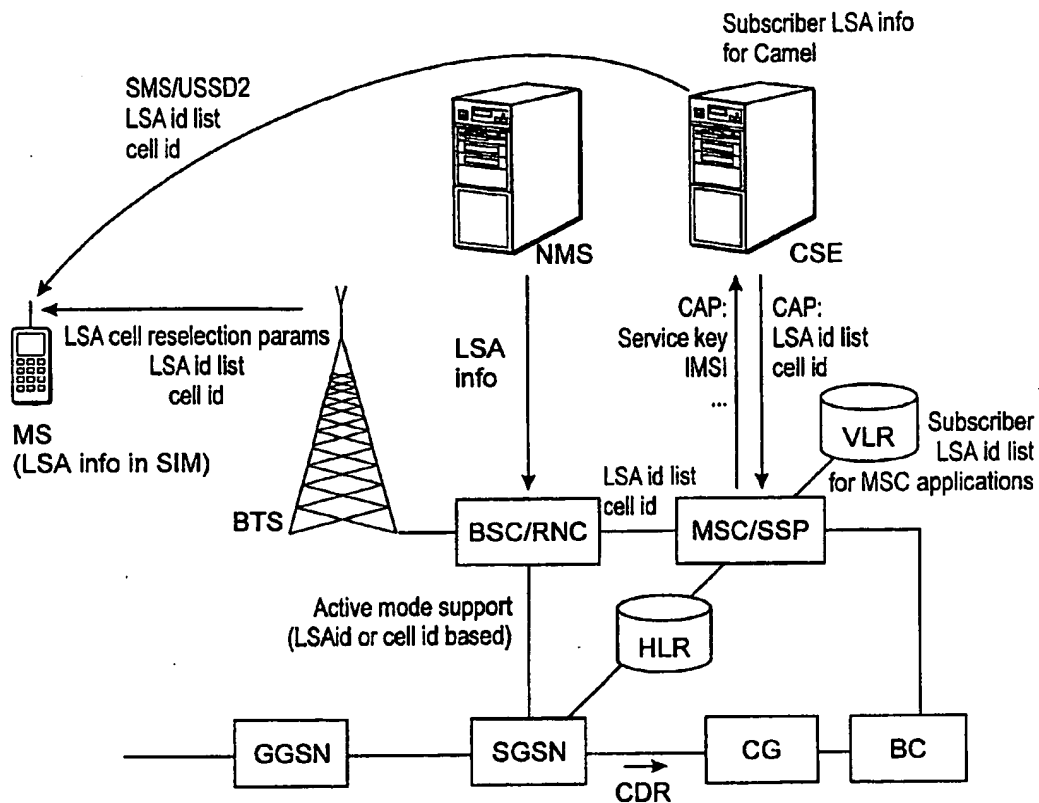 Subscriber LSA info
for Camel
SMS/USSD2
LSA id list
cell id
NMS
CSE
LSA cell reselection params
LSA id list
cell id
LSA
info
CAP:
Service key
IMSI
...
CAP:
LSA id list
cell id
MS
(LSA info in SIM)
VLR
Subscriber
LSA id list
for MSC applications
BTS
BSC/RNC
LSA id list
cell id
MSC/SSP
Active mode support
(LSAid or cell id based)
HLR
GGSN
SGSN
CDR
CG
BC